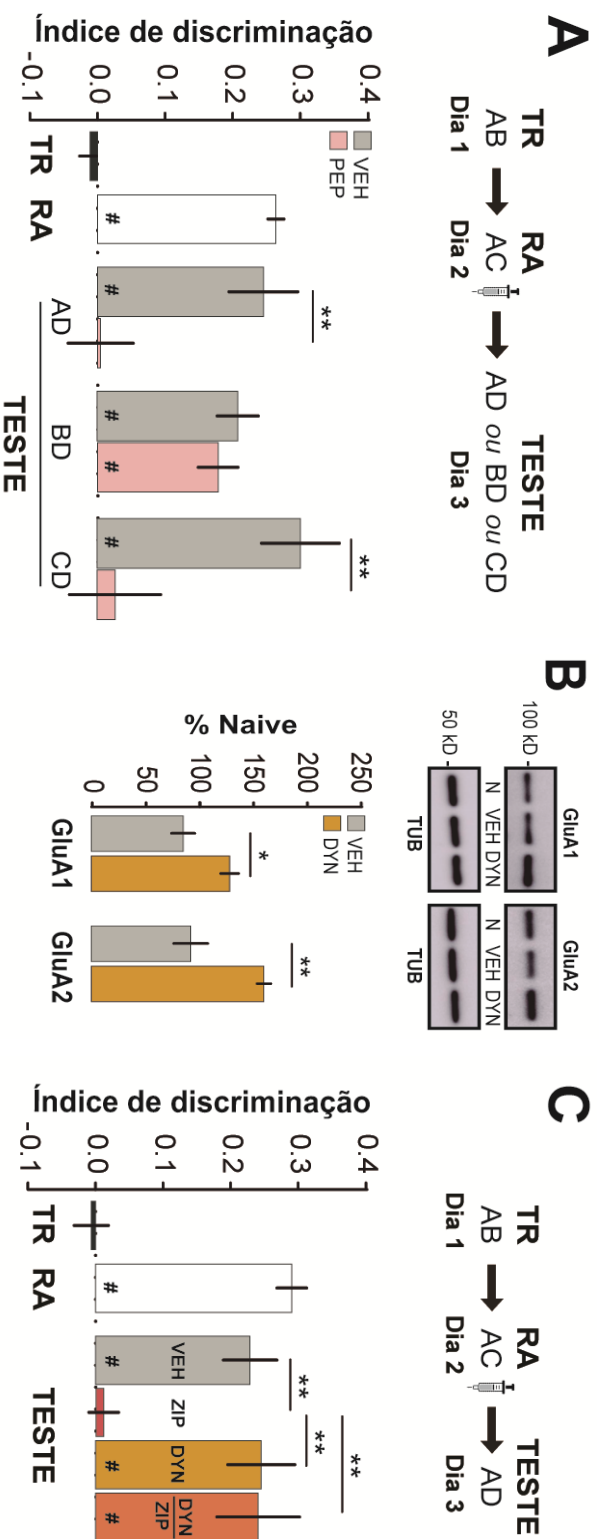 A
TR RA TESTE
AB AC AD ou BD ou CD
Dia 1 Dia 2 Dia 3
Índice de discriminação
0.4
0.3
0.2
0.1
0.0
-0.1
VEH
PEP
** **
# # # # # #
TR RA AD BD CD
TESTE
B
GluA1 GluA2
100 kD -
N VEH DYN N VEH DYN
50 kD -
TUB TUB
% Naive
250
200
150
100
50
0
VEH
DYN
* **
GluA1 GluA2
C
TR RA TESTE
AB AC AD
Dia 1 Dia 2 Dia 3
Índice de discriminação
0.4
0.3
0.2
0.1
0.0
-0.1
**
** **
VEH ZIP DYN DYN
ZIP
# # # #
TR RA TESTE